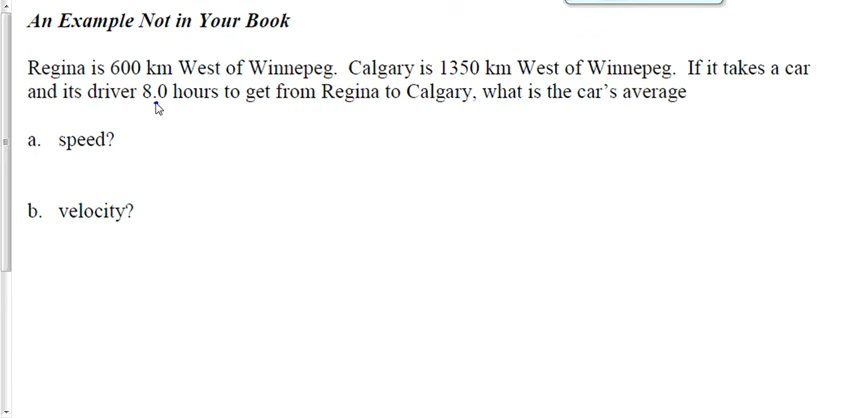 An Example Not in Your Book
Regina is 600 km West of Winnepeg. Calgary is 1350 km West of Winnepeg. If it takes a car
and its driver 8.0 hours to get from Regina to Calgary, what is the car's average
a. speed?
b. velocity?